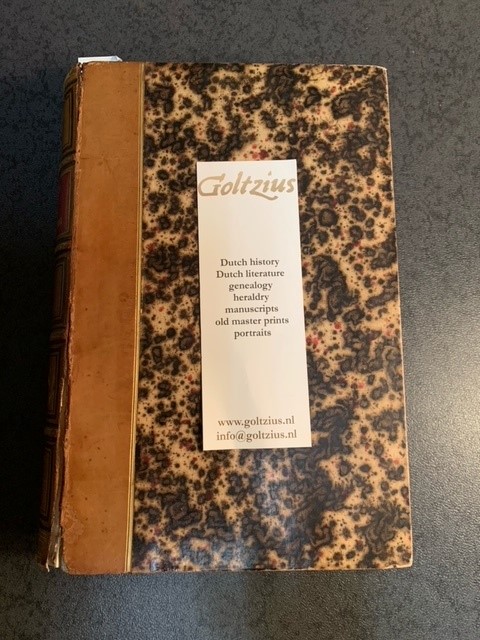 Goltzius
Dutch history
Dutch literature
genealogy
heraldry
manuscripts
old master prints
portraits
www.goltzius.nl
info@goltzius.nl